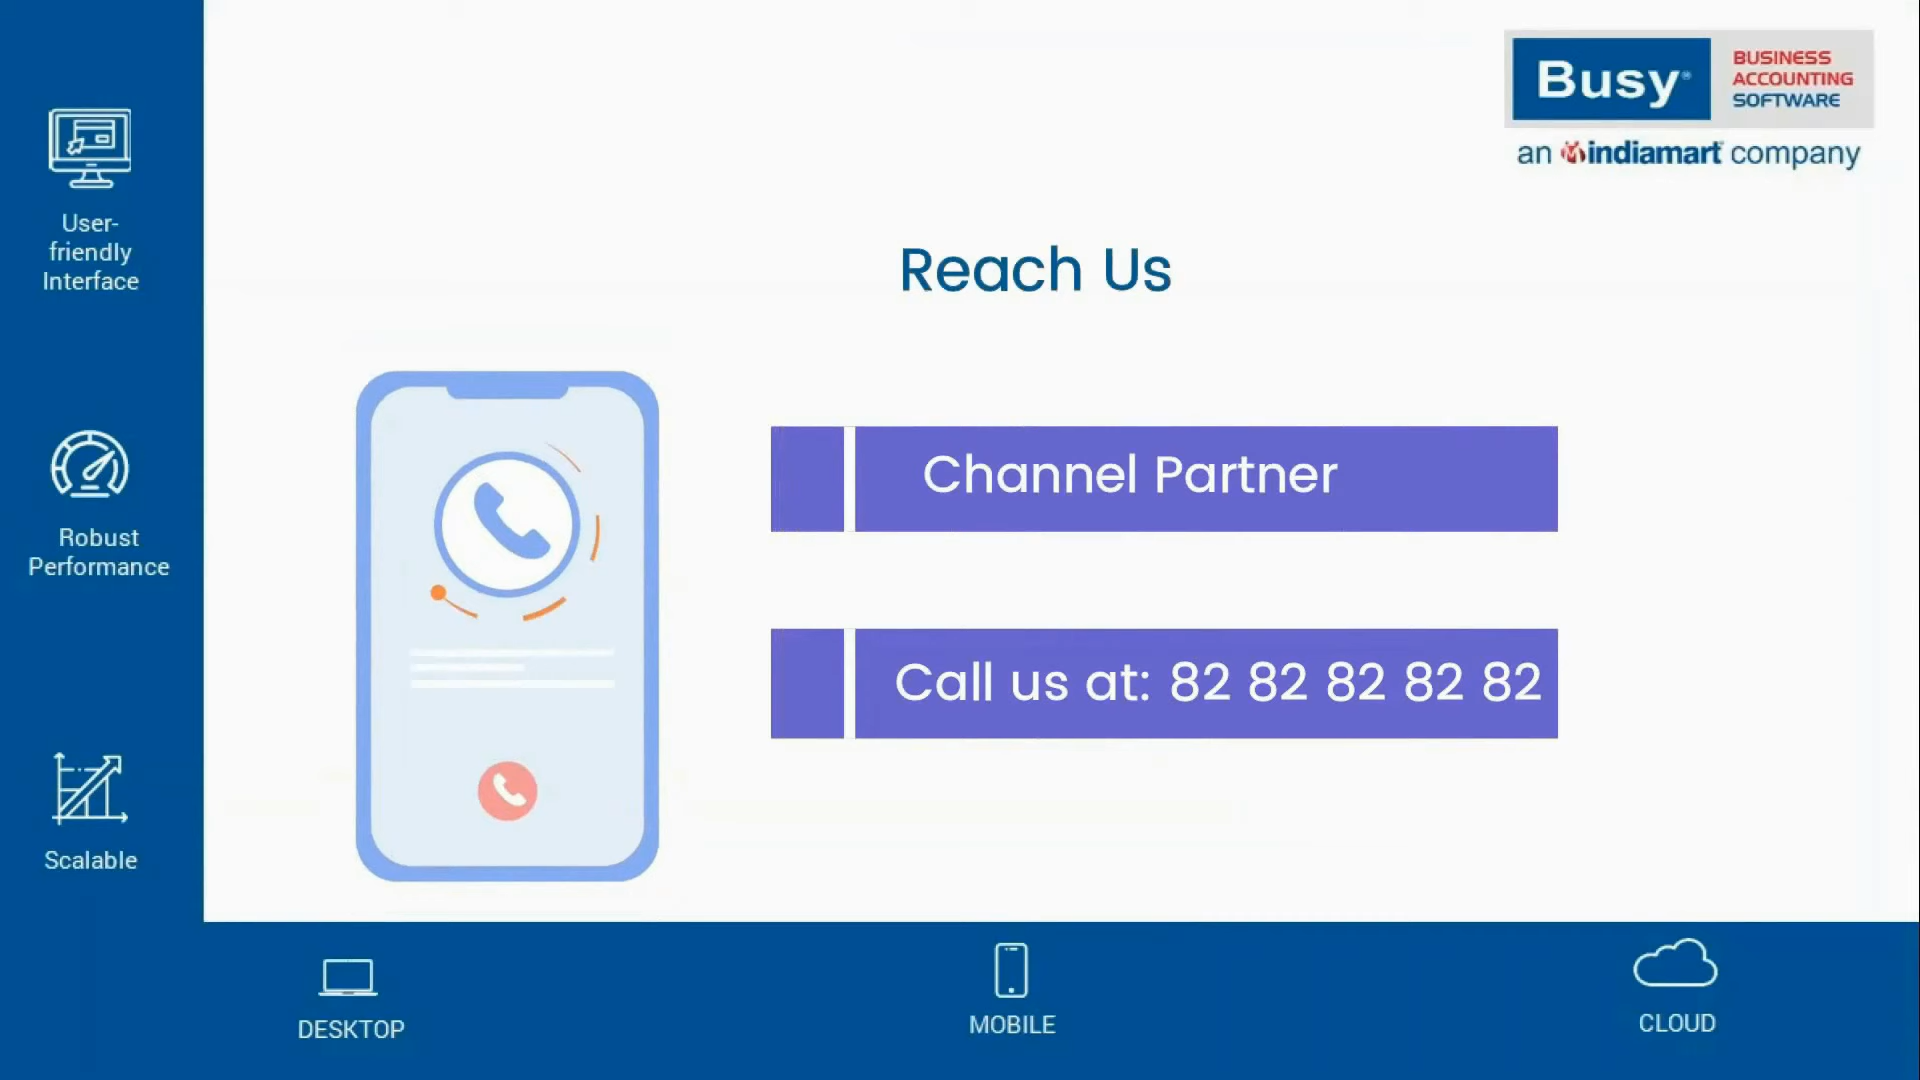 Busy®
BUSINESS
ACCOUNTING
SOFTWARE
an indiamart company
User-
friendly
Interface
Robust
Performance
Scalable
Reach Us
Channel Partner
Call us at: 82 82 82 82 82
DESKTOP
MOBILE
CLOUD